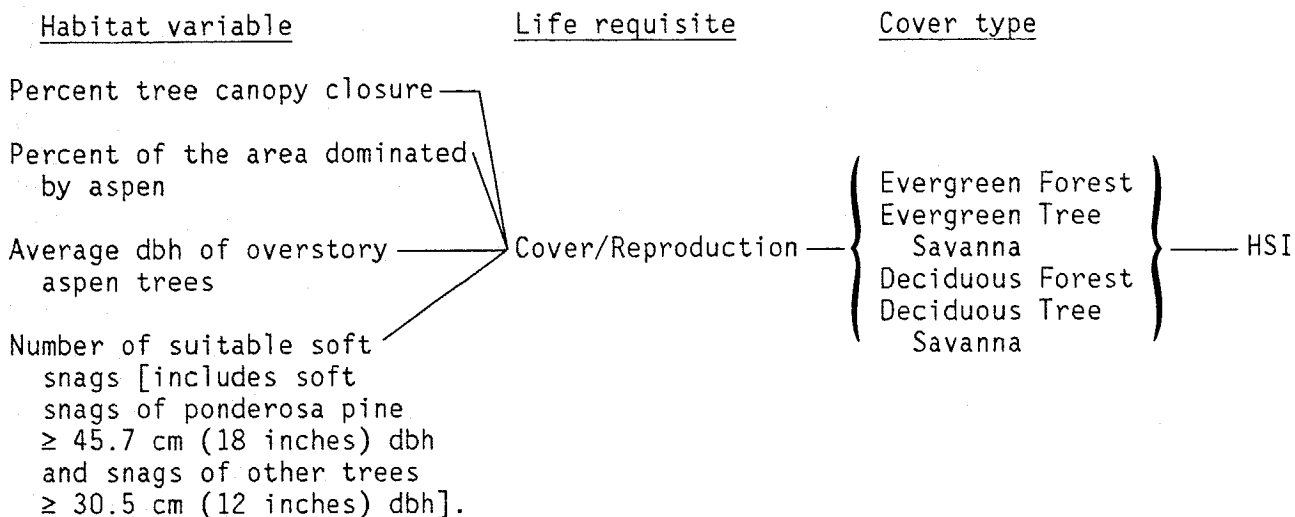 Habitat variable Life requisite Cover type
Percent tree canopy closure
Percent of the area dominated
by aspen
Average dbh of overstory
aspen trees
Number of suitable soft
snags [includes soft
snags of ponderosa pine
≥ 45.7 cm (18 inches) dbh
and snags of other trees
≥ 30.5 cm (12 inches) dbh].
Cover/Reproduction
Evergreen Forest
Evergreen Tree
Savanna
Deciduous Forest
Deciduous Tree
Savanna
HSI